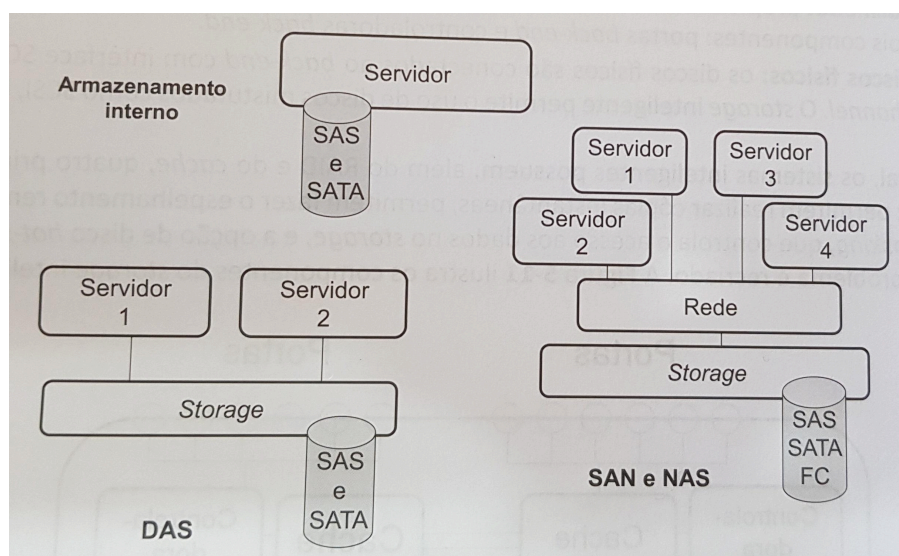 Armazenamento
interno
Servidor
SAS
e
SATA
Servidor
1
Servidor
2
Storage
SAS
e
SATA
DAS
Servidor
1
Servidor
3
Servidor
2
Servidor
4
Rede
Storage
SAS
SATA
FC
SAN e NAS